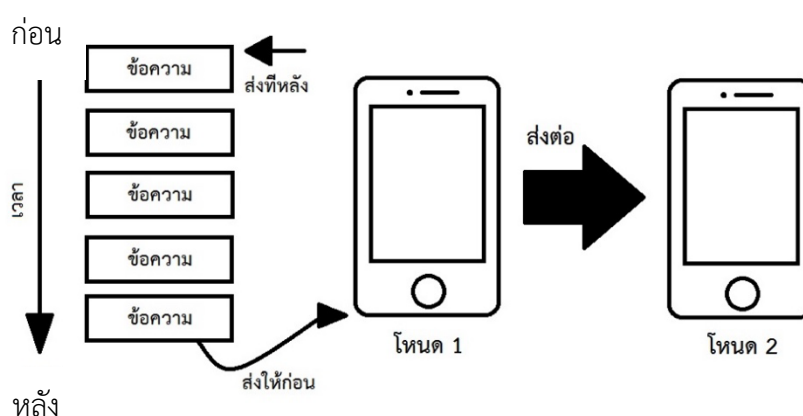 ก่อน
ข้อความ
ส่งทีหลัง
ข้อความ
ส่งต่อ
เวลา
ข้อความ
ข้อความ
ข้อความ
โหนด 1
โหนด 2
ส่งให้ก่อน
หลัง